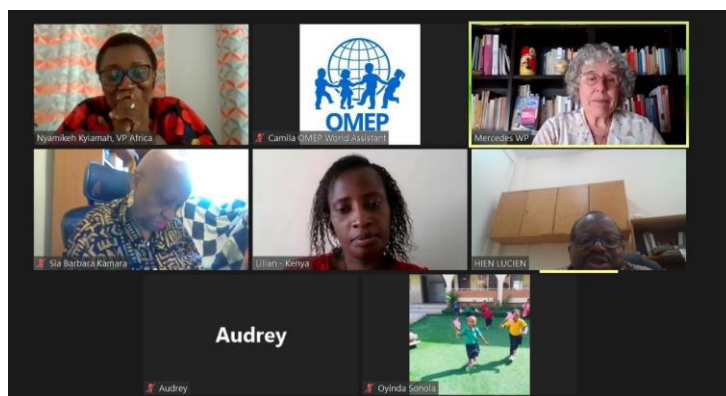 Nyamikeh Kyiamah, VP Africa
OMEP
Camila OMEP World Assistant
Mercedes WP
Sia Barbara Kamara
Lilian - Kenya
HIEN LUCIEN
Audrey
Audrey
Oyinda Sonola